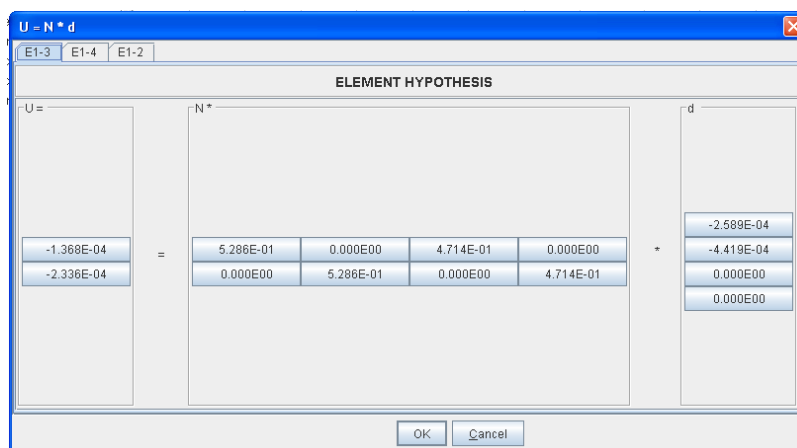 U = N * d
E1-3 E1-4 E1-2
ELEMENT HYPOTHESIS
U = N * d
-2.589E-04
-1.368E-04 = 5.286E-01 0.000E00 4.714E-01 0.000E00 * -4.419E-04
-2.336E-04 0.000E00 5.286E-01 0.000E00 4.714E-01 0.000E00
0.000E00
OK Cancel